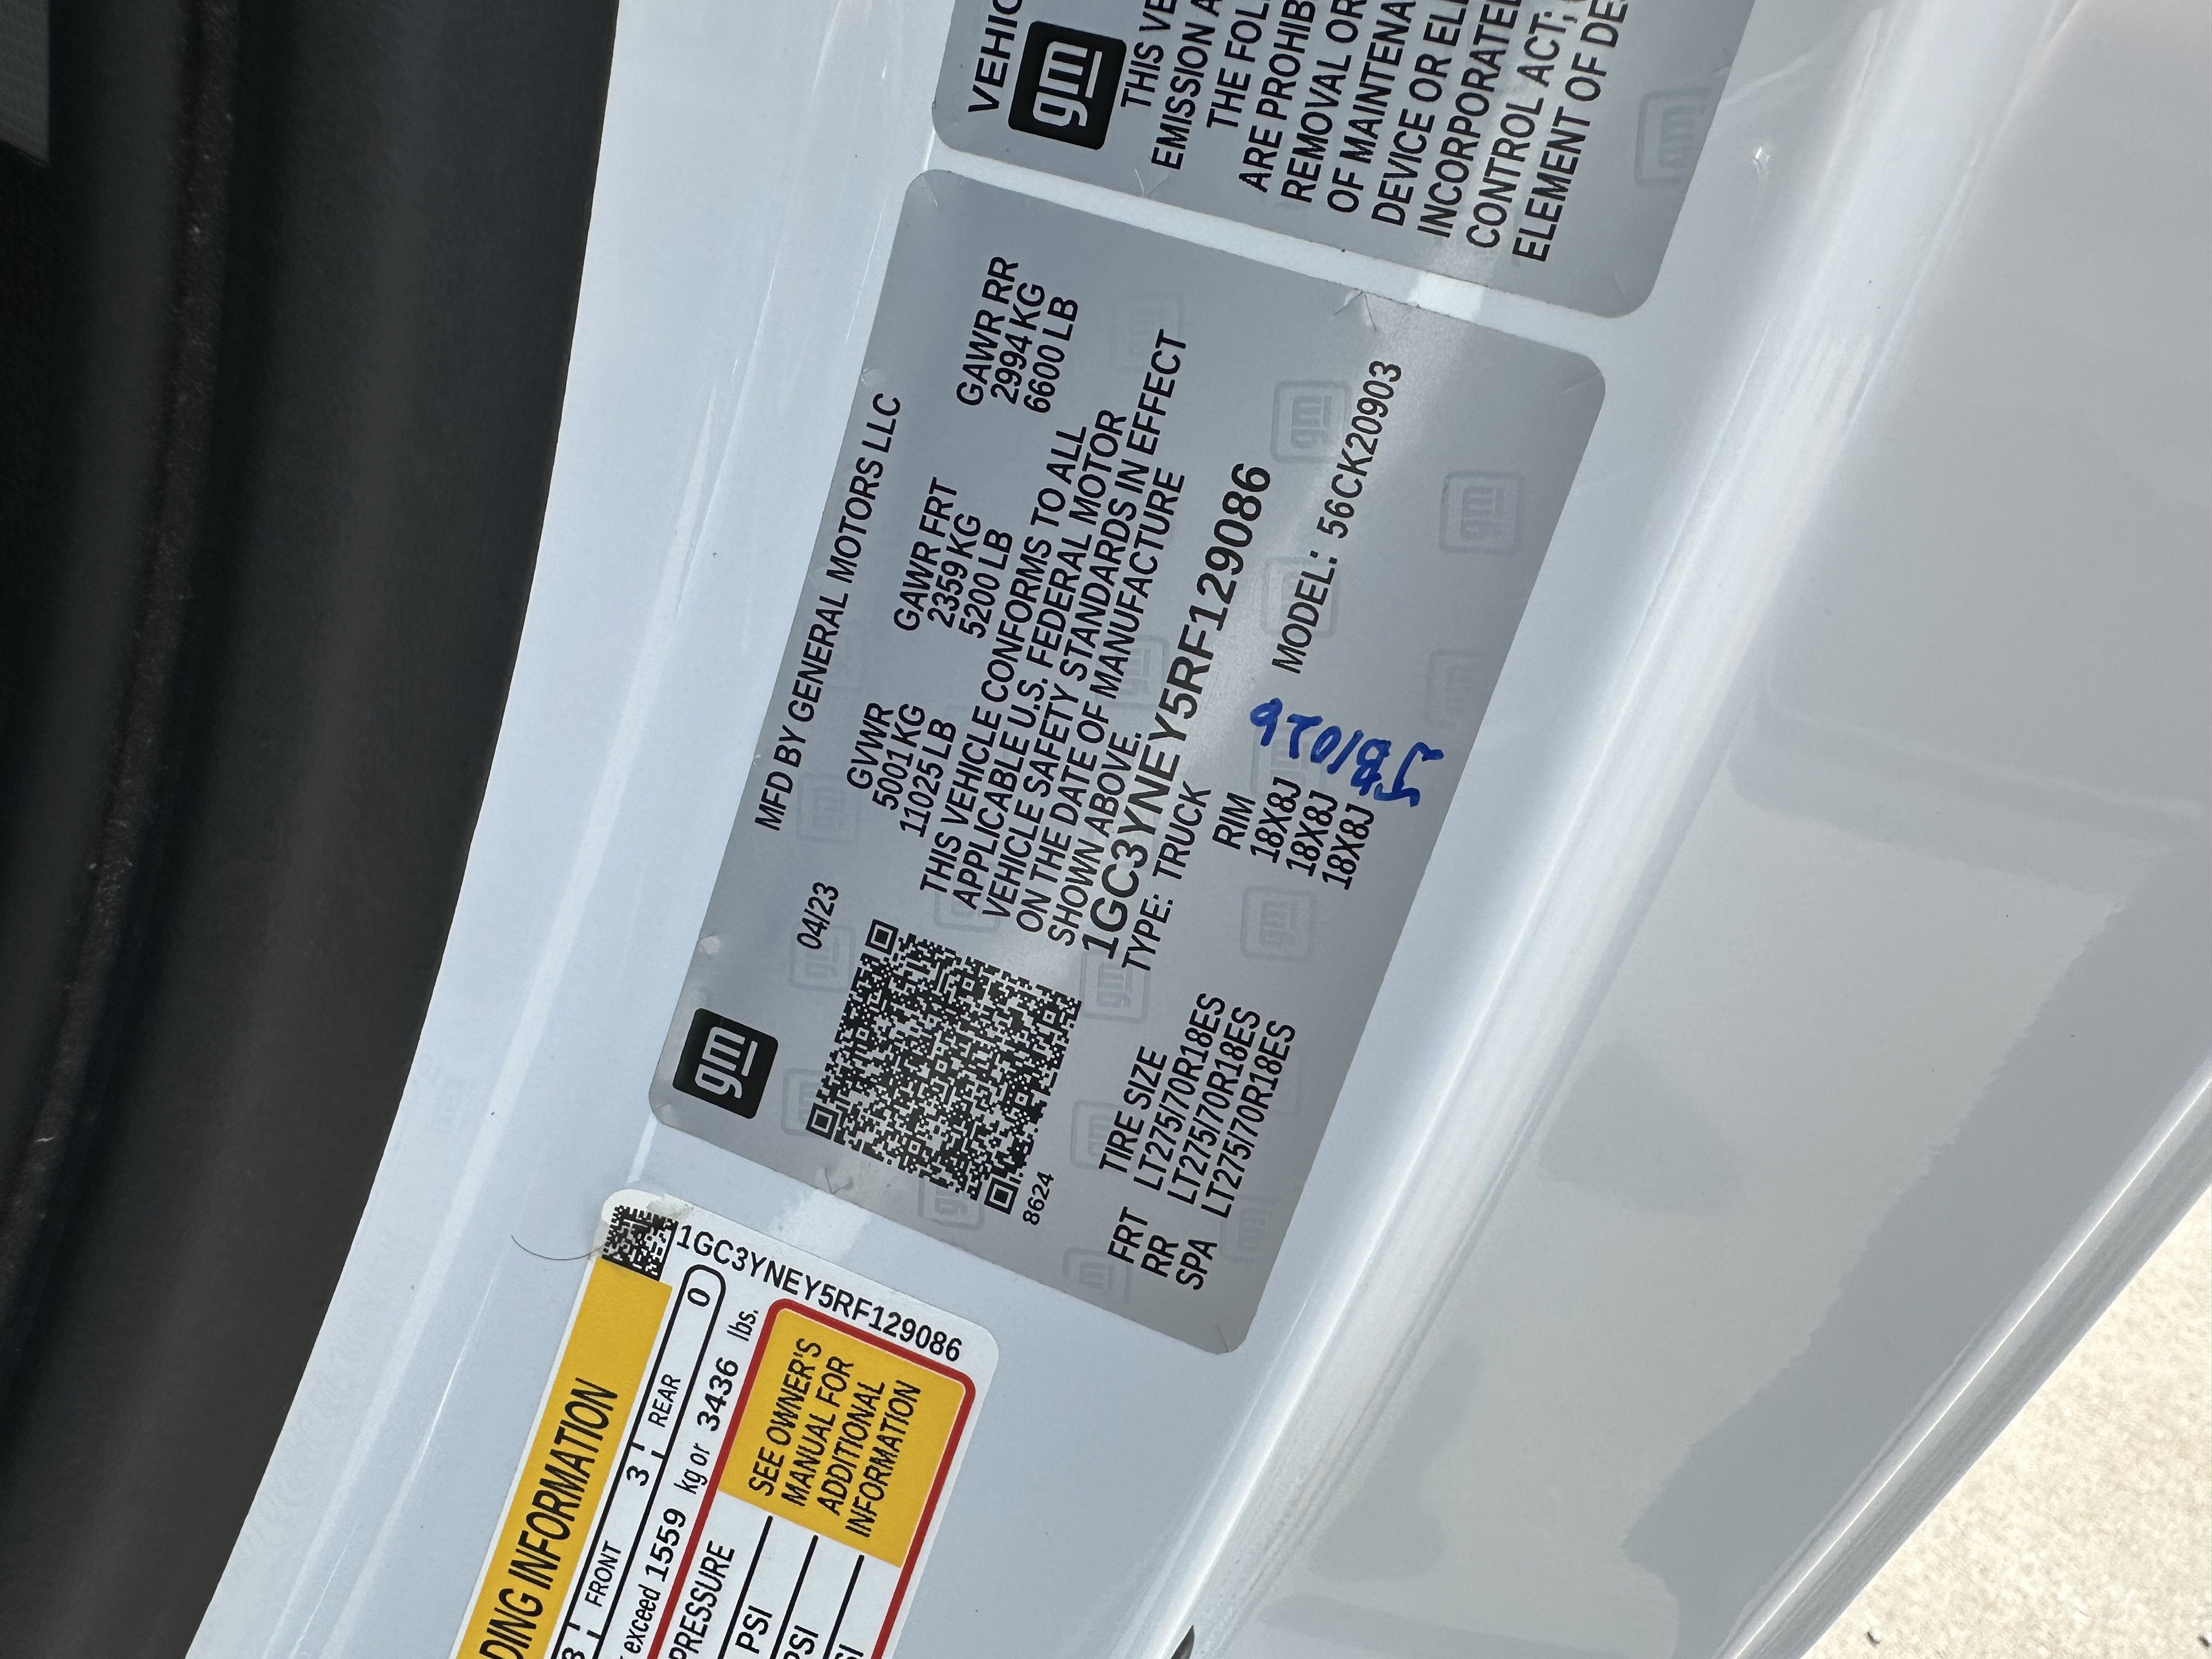 gm
04/23
MFD BY GENERAL MOTORS LLC
GVWR GAWR FRT GAWR RR
5001 KG 2359 KG 2994 KG
11025 LB 5200 LB 6600 LB
THIS VEHICLE CONFORMS TO ALL
APPLICABLE U.S. FEDERAL MOTOR
VEHICLE SAFETY STANDARDS IN EFFECT
ON THE DATE OF MANUFACTURE
SHOWN ABOVE.
1GC3YNEY5RF129086
8624
TYPE: TRUCK
MODEL: 56CK20903
TIRE SIZE RIM
FRT LT275/70R18ES 18X8J
RR LT275/70R18ES 18X8J
SPA LT275/70R18ES 18X8J
JB1026
DING INFORMATION
FRONT 3 REAR 0
exceed 1559 kg or 3436 lbs.
PRESSURE
PSI
PSI
SEE OWNER'S
MANUAL FOR
ADDITIONAL
INFORMATION
1GC3YNEY5RF129086
gm
THIS VE
EMISSION A
THE FOL
ARE PROHIB
REMOVAL OR
OF MAINTENA
DEVICE OR EL
INCORPORATE
CONTROL ACT;
ELEMENT OF DE